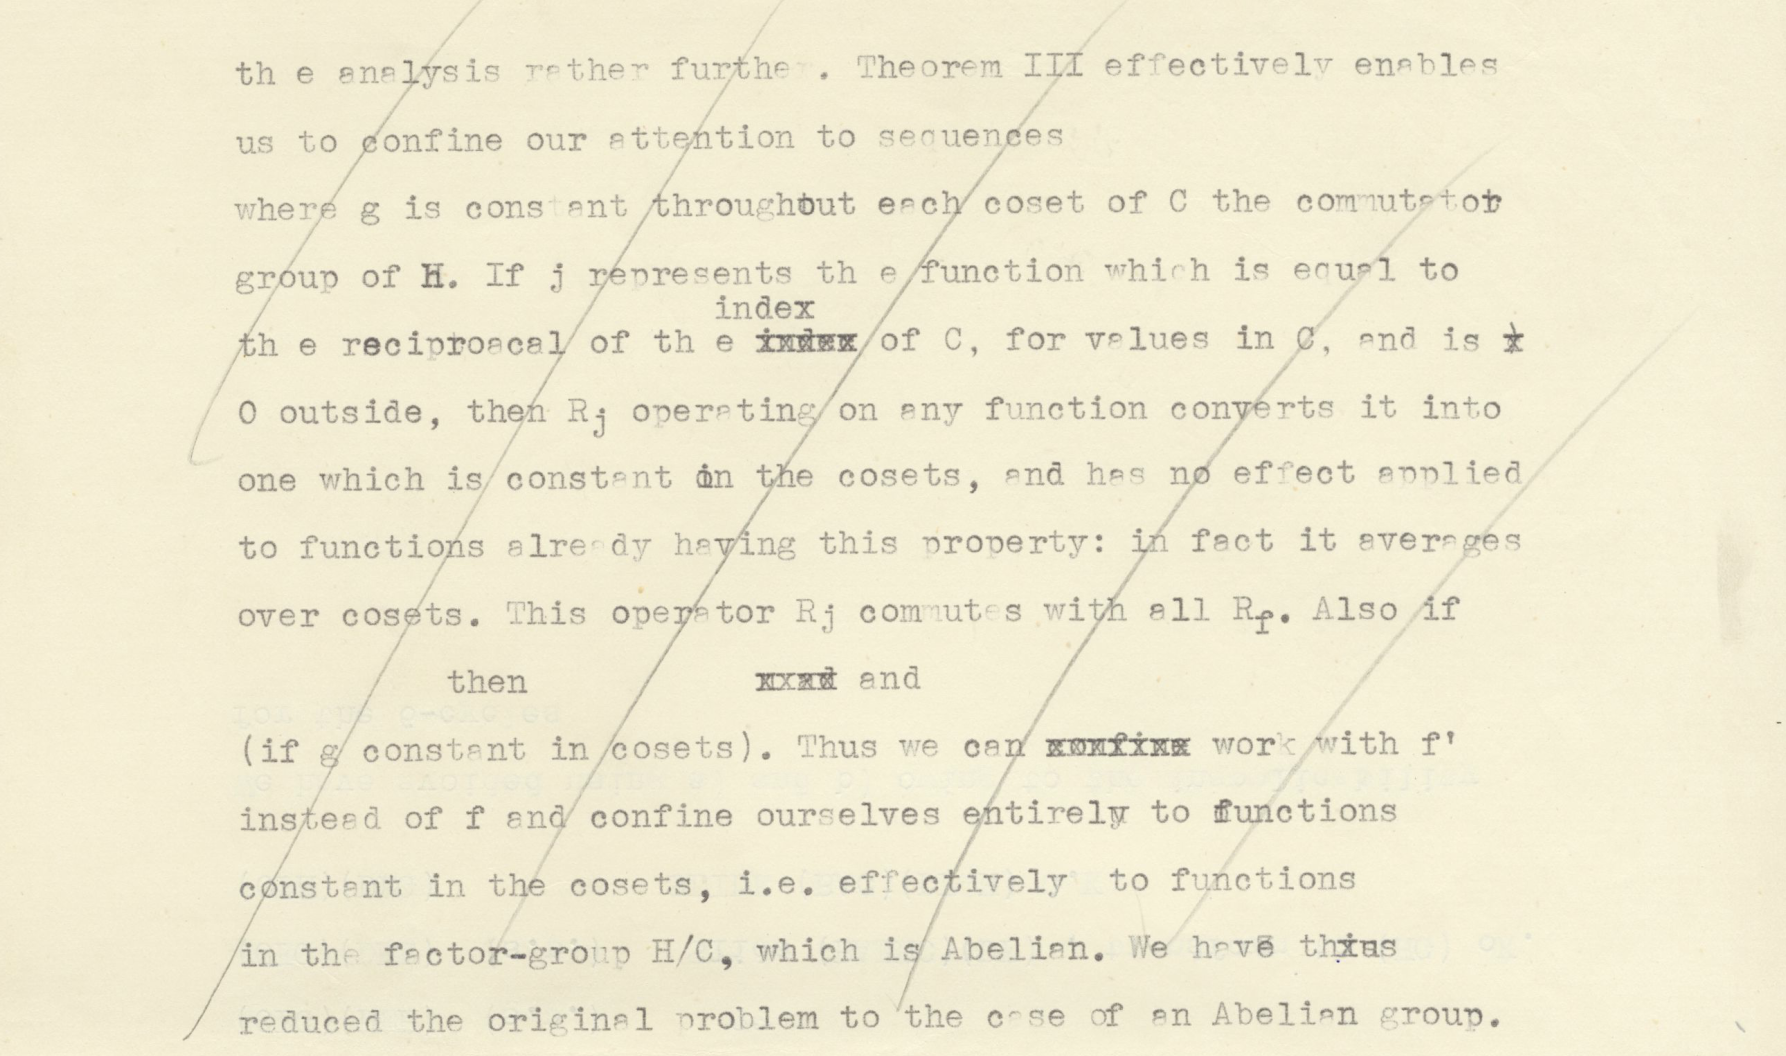 th e analysis rather further. Theorem III effectively enables
us to confine our attention to sequences
where g is constant throughout each coset of C the commutator
group of H. If j represents th e function which is equal to
index
th e reciproacal of th e index of C, for values in C, and is x
0 outside, then Rj operating on any function converts it into
one which is constant in the cosets, and has no effect applied
to functions already having this property: in fact it averages
over cosets. This operator Rj commutes with all Rf. Also if
then and
(if g constant in cosets). Thus we can confine work with f'
instead of f and confine ourselves entirely to functions
constant in the cosets, i.e. effectively to functions
in the factor-group H/C, which is Abelian. We have thus
reduced the original problem to the case of an Abelian group.